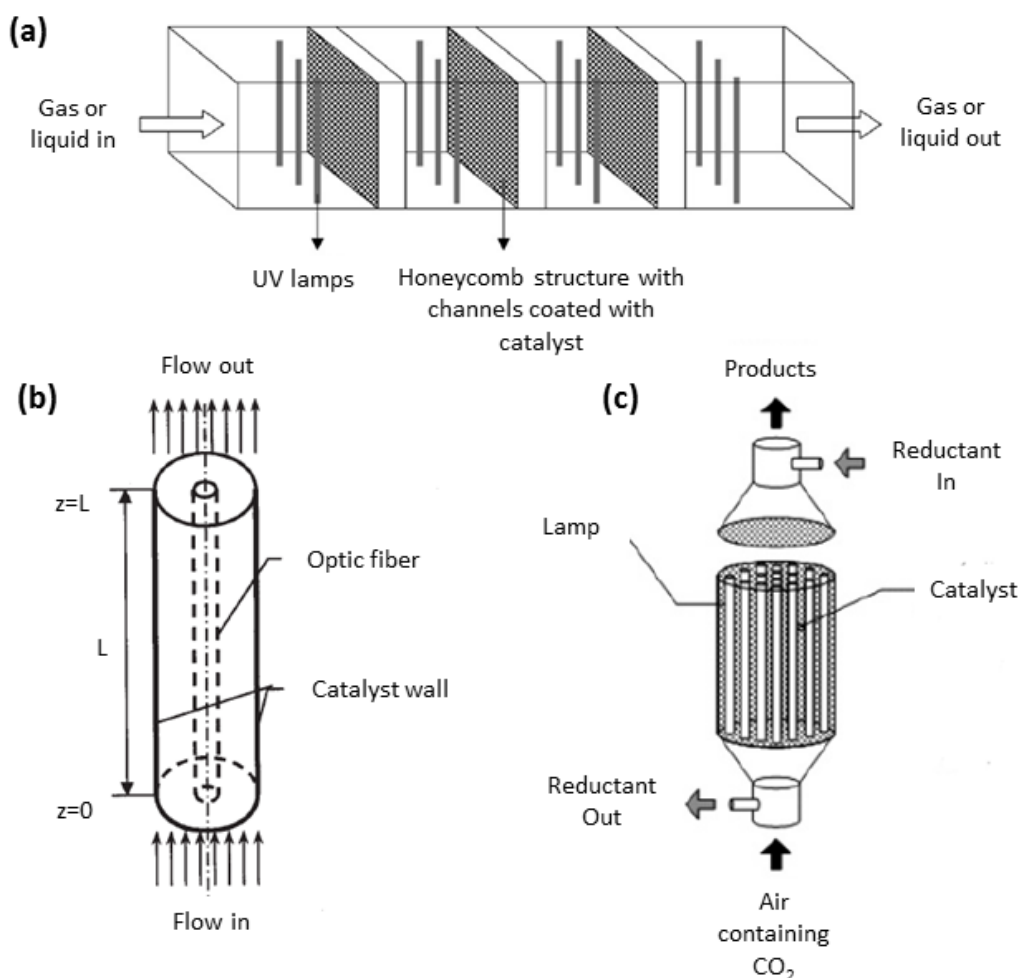 (a)
Gas or
liquid in
Gas or
liquid out
UV lamps
Honeycomb structure with
channels coated with
catalyst
Flow out
(b)
z=L
Optic fiber
L
Catalyst wall
z=0
Flow in
(c)
Products
Reductant
In
Lamp
Catalyst
Reductant
Out
Air
containing
CO₂